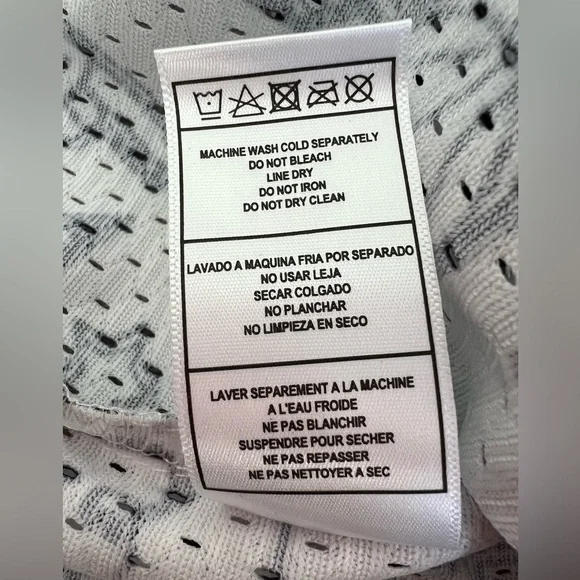 MACHINE WASH COLD SEPARATELY
DO NOT BLEACH
LINE DRY
DO NOT IRON
DO NOT DRY CLEAN
LAVADO A MAQUINA FRIA POR SEPARADO
NO USAR LEJA
SECAR COLGADO
NO PLANCHAR
NO LIMPIEZA EN SECO
LAVER SEPAREMENT A LA MACHINE
A L'EAU FROIDE
NE PAS BLANCHIR
SUSPENDRE POUR SECHER
NE PAS REPASSER
NE PAS NETTOYER A SEC